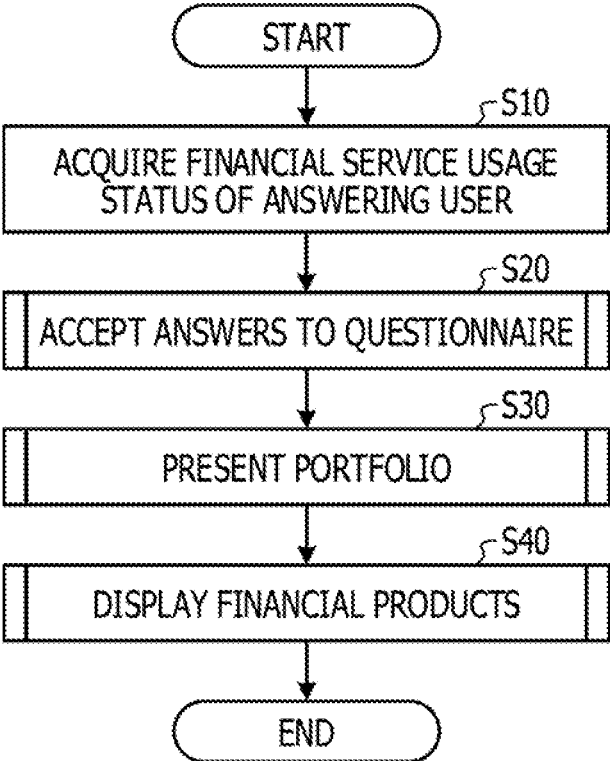 START
S10
ACQUIRE FINANCIAL SERVICE USAGE
STATUS OF ANSWERING USER
S20
ACCEPT ANSWERS TO QUESTIONNAIRE
S30
PRESENT PORTFOLIO
S40
DISPLAY FINANCIAL PRODUCTS
END